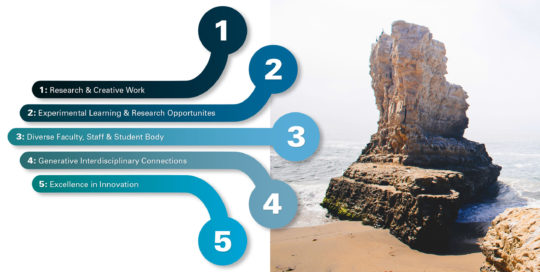 1
1: Research & Creative Work
2
2: Experimental Learning & Research Opportunites
3: Diverse Faculty, Staff & Student Body
3
4: Generative Interdisciplinary Connections
4
5: Excellence in Innovation
5